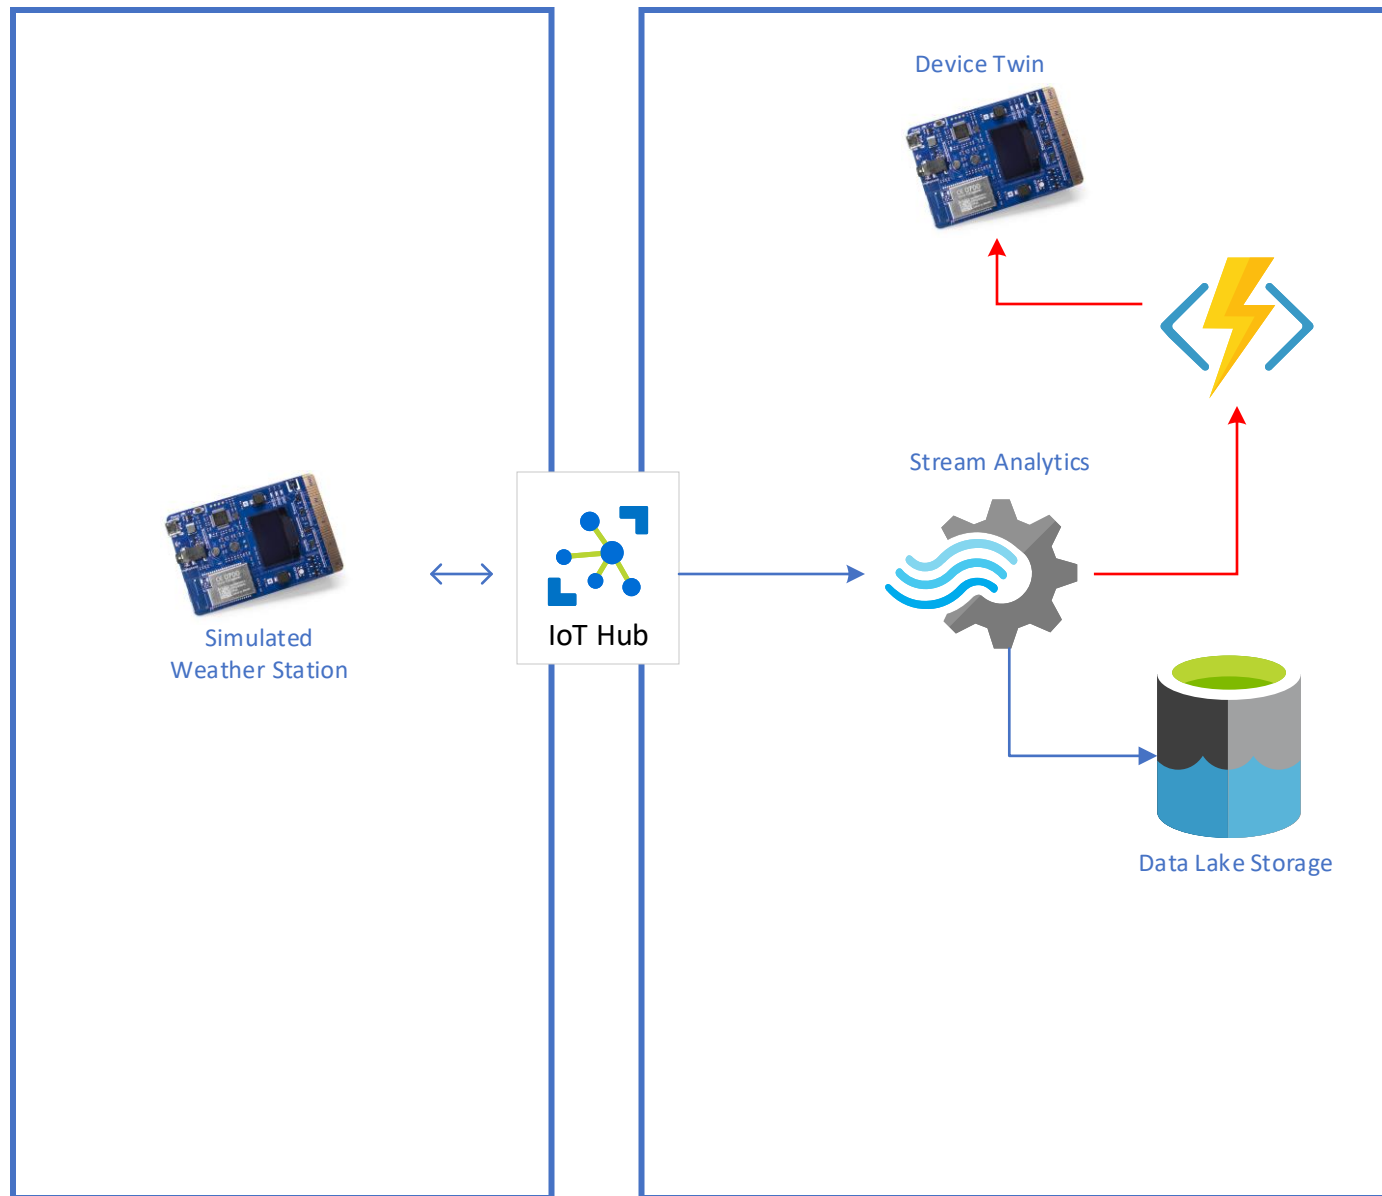 Device Twin
Stream Analytics
IoT Hub
Simulated
Weather Station
Data Lake Storage